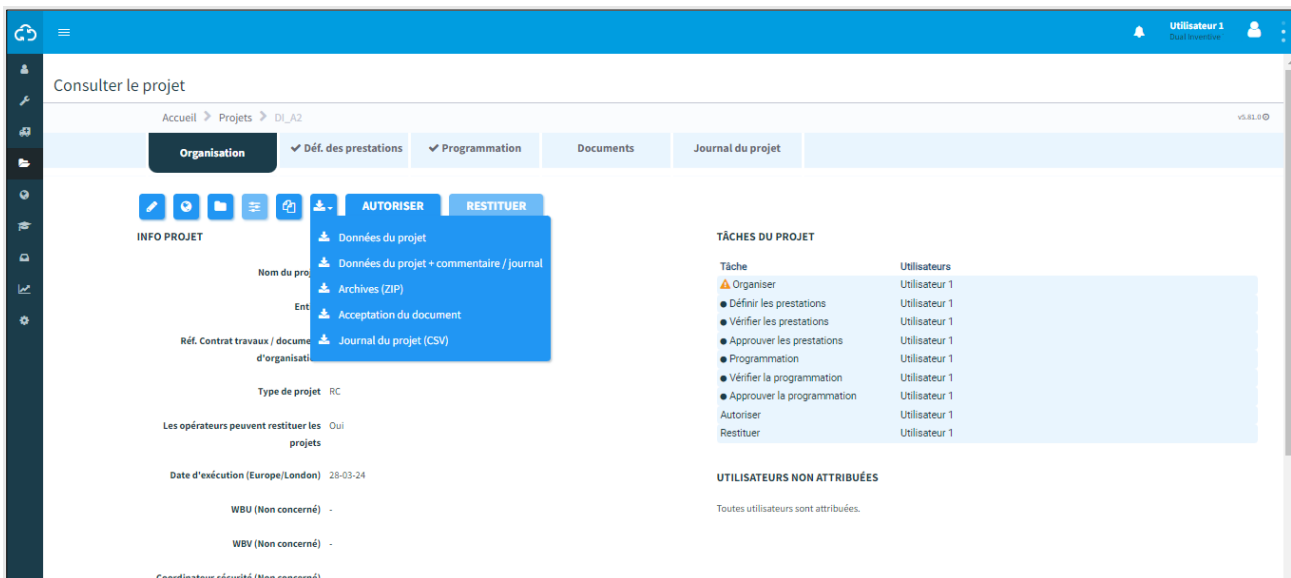 Utilisateur 1
Dual Inventive
Consulter le projet
Accueil Projets DI_A2
v5.81.0
Organisation
Déf. des prestations
Programmation
Documents
Journal du projet
AUTORISER
RESTITUER
Données du projet
Données du projet + commentaire / journal
Archives (ZIP)
Acceptation du document
Journal du projet (CSV)
INFO PROJET
Nom du
Réf. Contrat travaux /
Type de projet RC
Les opérateurs peuvent restituer les Oui
projets
Date d'exécution (Europe/London) 28-03-24
WBU (Non concerné) -
WBV (Non concerné) -
Coordinateur sécurité (Non concerné)
TÂCHES DU PROJET
Tâche Utilisateurs
Organiser Utilisateur 1
Définir les prestations Utilisateur 1
Vérifier les prestations Utilisateur 1
Approuver les prestations Utilisateur 1
Programmation Utilisateur 1
Vérifier la programmation Utilisateur 1
Approuver la programmation Utilisateur 1
Autoriser Utilisateur 1
Restituer Utilisateur 1
UTILISATEURS NON ATTRIBUÉES
Toutes utilisateurs sont attribuées.